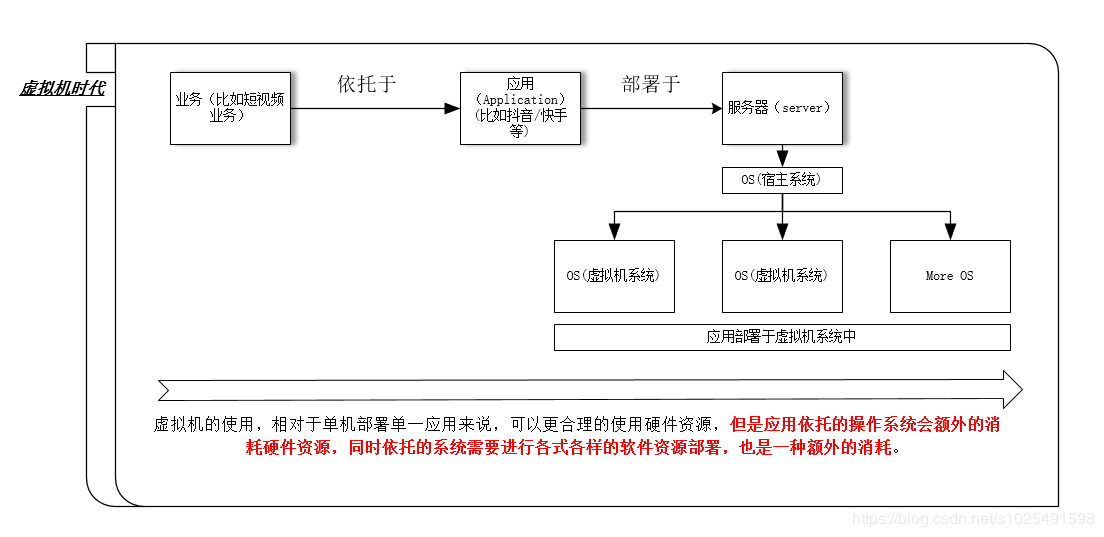 虚拟机时代
业务（比如短视频
业务）
依托于
应用
（Application）
(比如抖音/快手
等)
部署于
服务器（server）
OS(宿主系统)
OS(虚拟机系统)
OS(虚拟机系统)
More OS
应用部署于虚拟机系统中
虚拟机的使用，相对于单机部署单一应用来说，可以更合理的使用硬件资源，但是应用依托的操作系统会额外的消
耗硬件资源，同时依托的系统需要进行各式各样的软件资源部署，也是一种额外的消耗。
https://blog.csdn.net/s1025491598